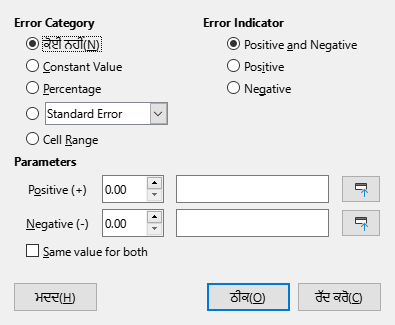 Error Category
Error Indicator
ਕੋਈ ਨਹੀਂ(N)
Positive and Negative
Constant Value
Positive
Percentage
Negative
Standard Error
Cell Range
Parameters
Positive (+) 0.00
Negative (-) 0.00
Same value for both
ਮਦਦ(H)
ਠੀਕ(O)
ਰੱਦ ਕਰੋ(C)